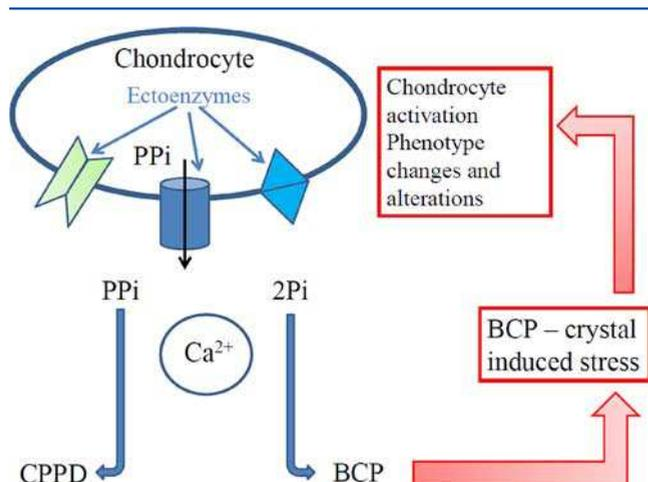 Chondrocyte
Ectoenzymes
PPi
Chondrocyte
activation
Phenotype
changes and
alterations
PPi
2Pi
Ca²⁺
BCP – crystal
induced stress
CPPD
BCP